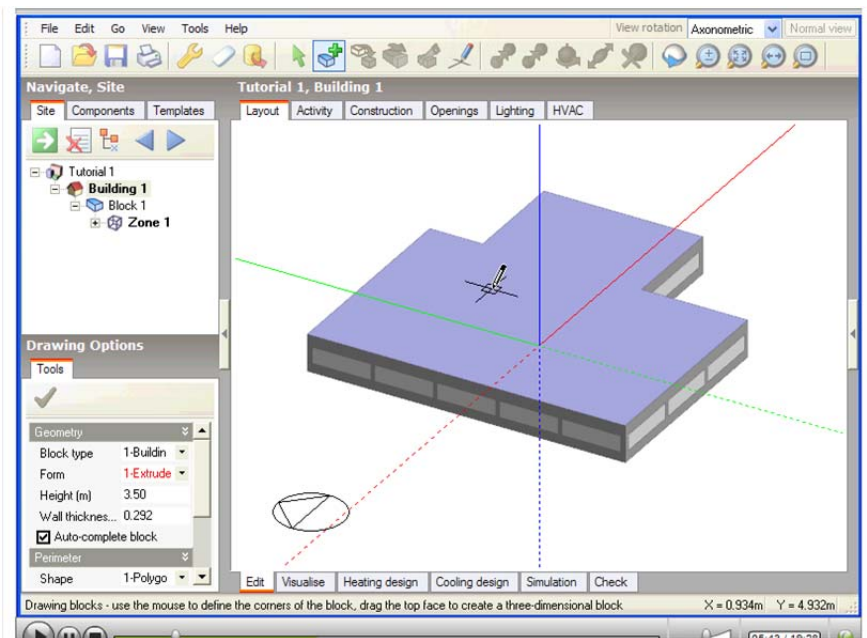 File Edit Go View Tools Help
View rotation Axonometric Normal view
Navigate, Site
Tutorial 1, Building 1
Site Components Templates
Layout Activity Construction Openings Lighting HVAC
Tutorial 1
Building 1
Block 1
Zone 1
Drawing Options
Tools
Geometry
Block type 1-Buildin
Form 1-Extrude
Height (m) 3.50
Wall thicknes... 0.292
Auto-complete block
Perimeter
Shape 1-Polygo
Edit Visualise Heating design Cooling design Simulation Check
Drawing blocks - use the mouse to define the corners of the block, drag the top face to create a three-dimensional block
X = 0.934m Y = 4.932m